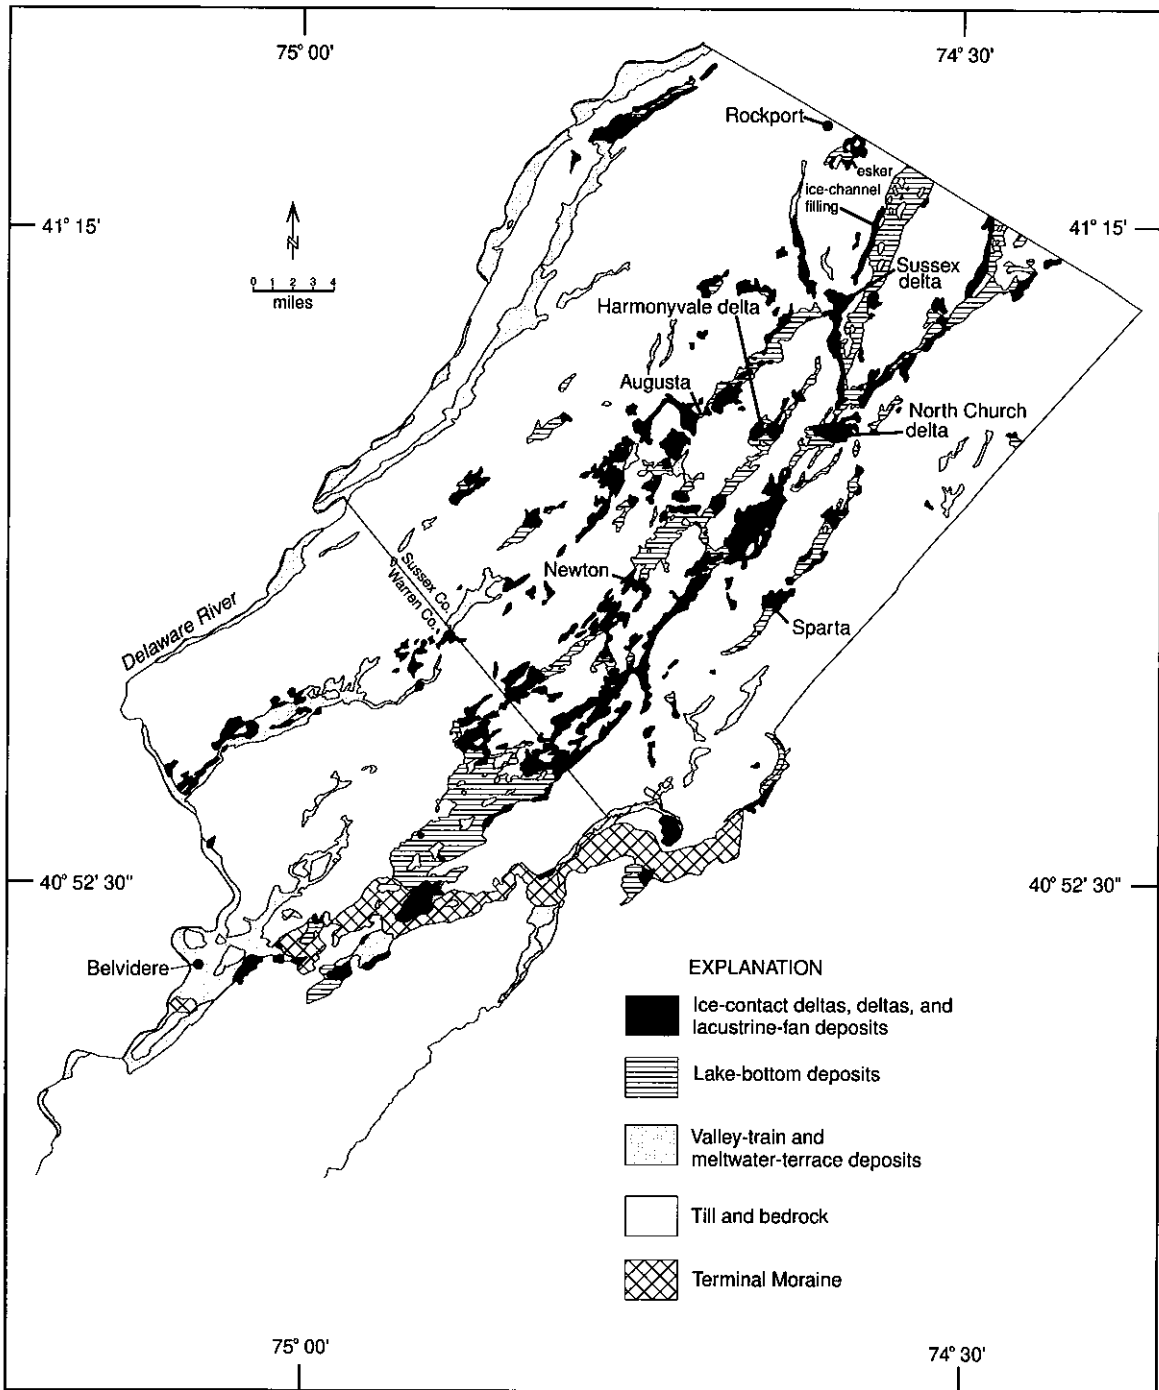 75° 00'
74° 30'
Rockport
esker
ice-channel
filling
41° 15'
41° 15'
N
0 1 2 3 4
miles
Sussex
delta
Harmonyvale delta
Augusta
North Church
delta
Sussex Co.
Warren Co.
Newton
Delaware River
Sparta
40° 52' 30"
40° 52' 30"
Belvidere
EXPLANATION
Ice-contact deltas, deltas, and
lacustrine-fan deposits
Lake-bottom deposits
Valley-train and
meltwater-terrace deposits
Till and bedrock
Terminal Moraine
75° 00'
74° 30'